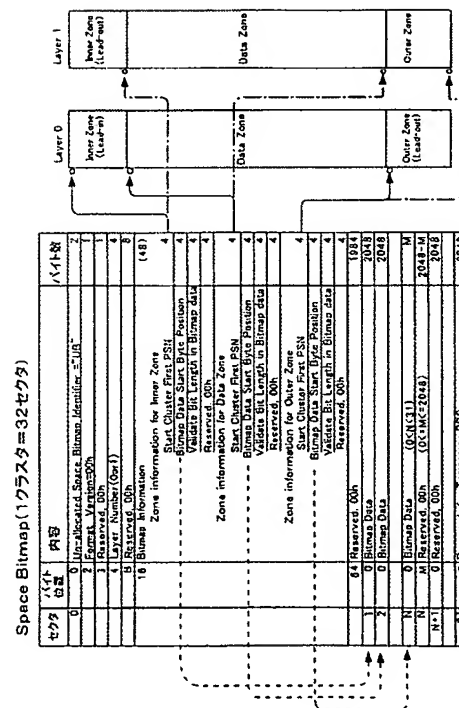 Space Bitmap(1クラスタ=32セクタ)
セクタ バイト位置 内容 バイト数
0 0 Un-allocated Space Bitmap Identifier ="UB" 2
2 Format Version=00h 1
3 Reserved. 00h 1
4 Layer Number(0or1) 4
8 Reserved. 00h 8
16 Bitmap Information (48)
Zone information for Inner Zone
Start Cluster First PSN 4
Bitmap Data Start Byte Position 4
Validate Bit Length in Bitmap data 4
Reserved. 00h 4
Zone information for Data Zone
Start Cluster First PSN 4
Bitmap Data Start Byte Position 4
Validate Bit Length in Bitmap data 4
Reserved. 00h 4
Zone information for Outer Zone
Start Cluster First PSN 4
Bitmap Data Start Byte Position 4
Validate Bit Length in Bitmap data 4
Reserved. 00h 4
64 Reserved. 00h 1984
1 0 Bitmap Data 2048
2 0 Bitmap Data 2048
N 0 Bitmap Data (0<N<31) M
M Reserved. 00h (0<=M<=2048) 2048-M
N+1 0 Reserved. 00h 2048
Layer 0
Inner Zone
(Lead-in)
Data Zone
Outer Zone
(Lead-out)
Layer 1
Inner Zone
(Lead-out)
Data Zone
Outer Zone